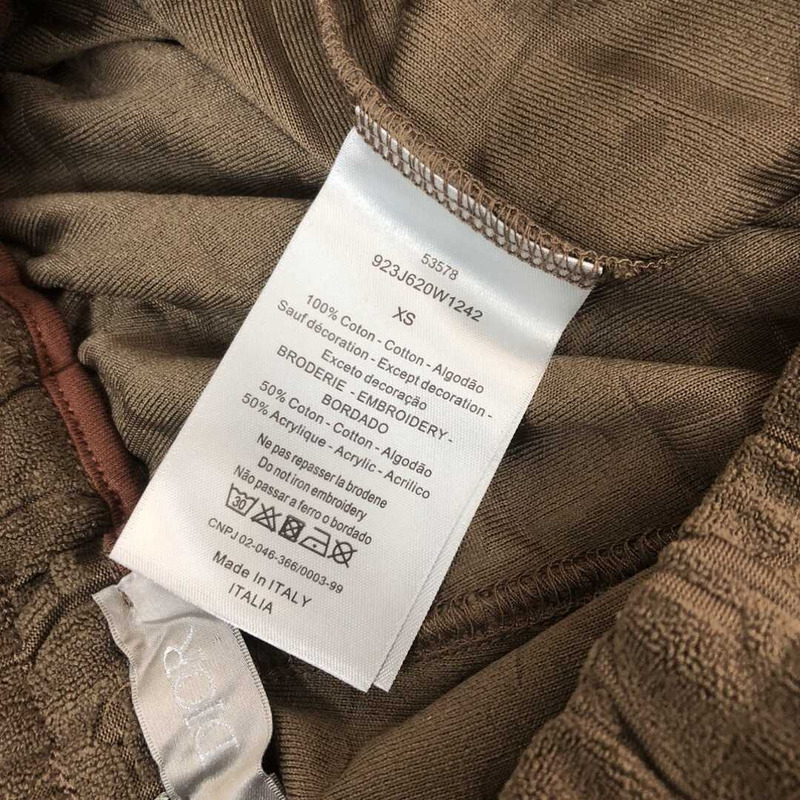 53578
923J620W1242
XS
100% Coton - Cotton - Algodão
Sauf décoration - Except decoration -
Exceto decoração
BRODERIE - EMBROIDERY -
BORDADO
50% Coton - Cotton - Algodão
50% Acrylique - Acrylic - Acrilico
Ne pas repasser la brodene
Do not iron embroidery
Não passar a ferro o bordado
30
CNPJ 02-046-366/0003-99
Made In ITALY
ITALIA
DIOR